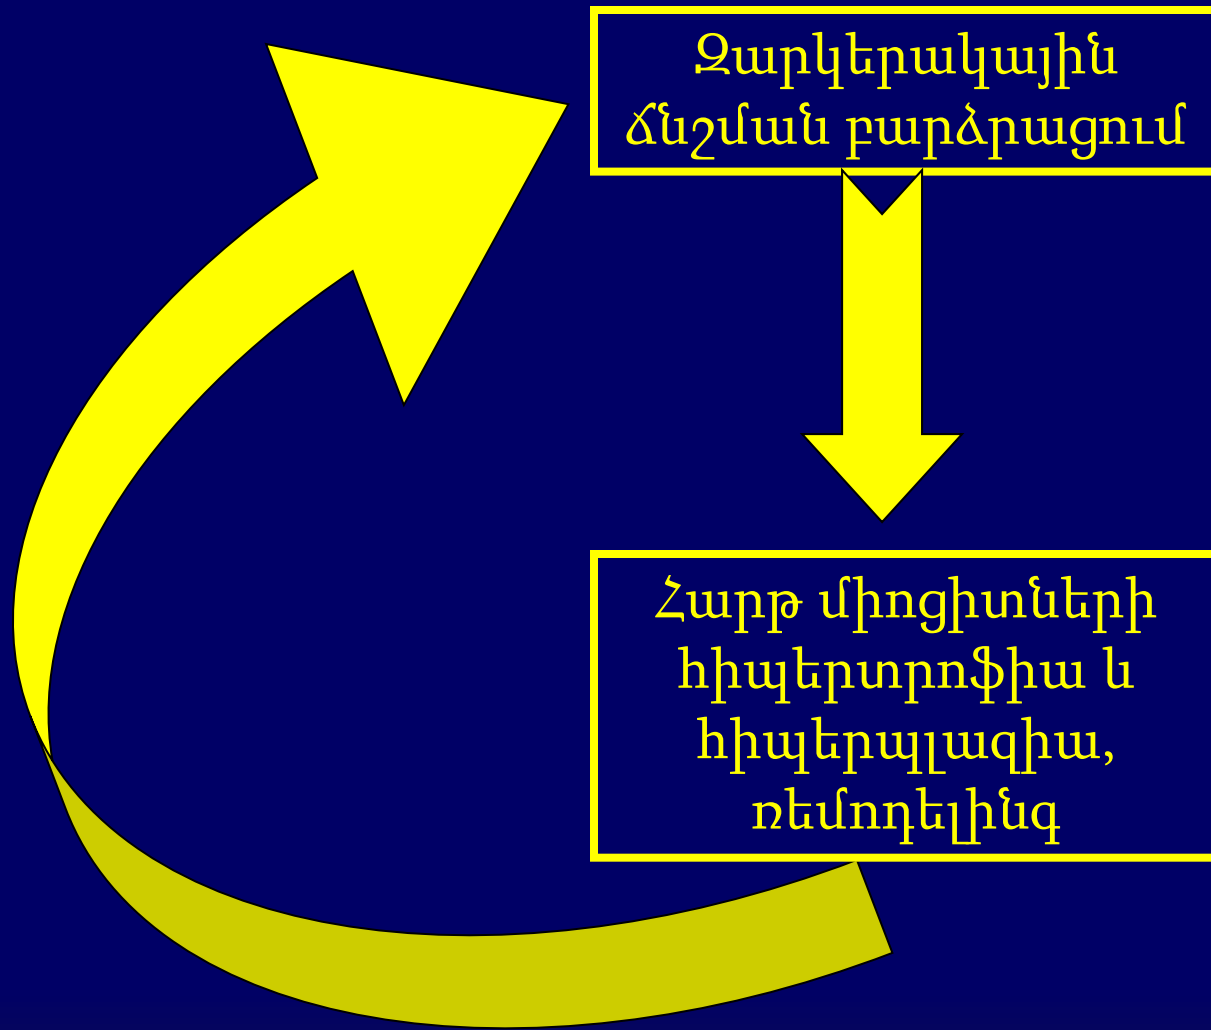 Զարկերակային
ճնշման բարձրացում
Հարթ միոցիտների
հիպերտրոֆիա և
հիպերպլազիա,
ռեմոդելինգ